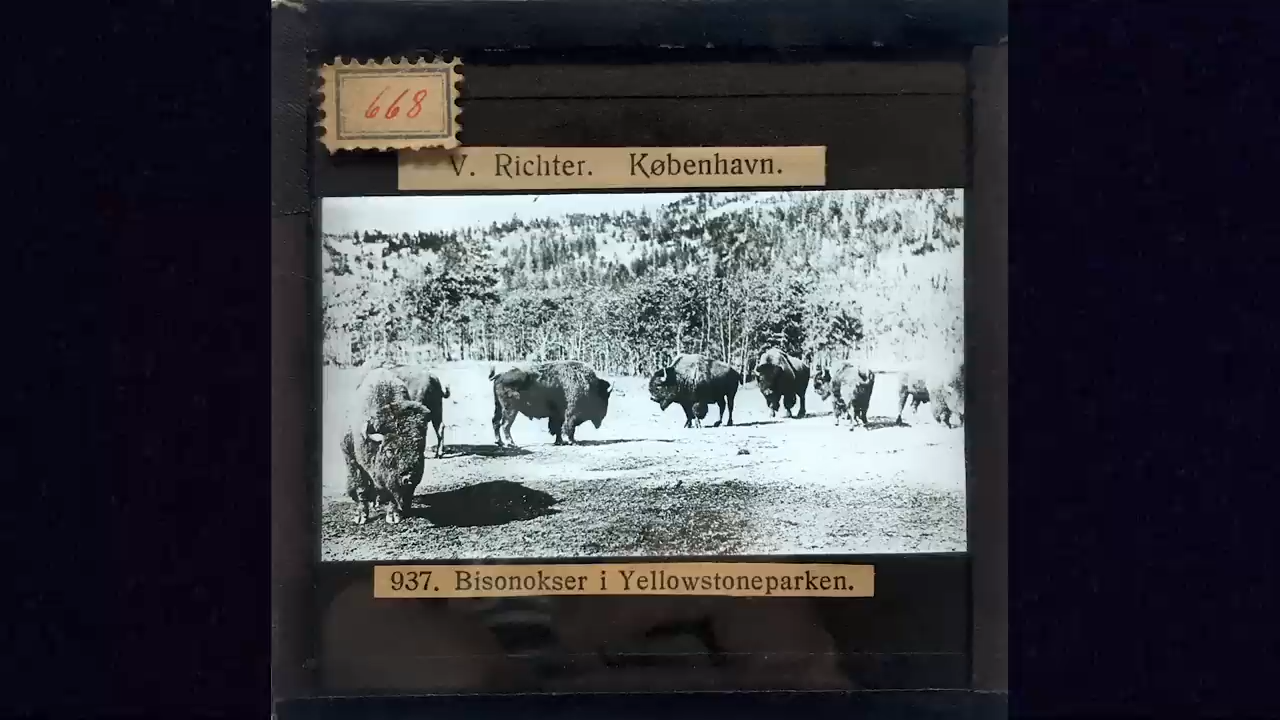 668
V. Richter. København.
937. Bisonokser i Yellowstoneparken.